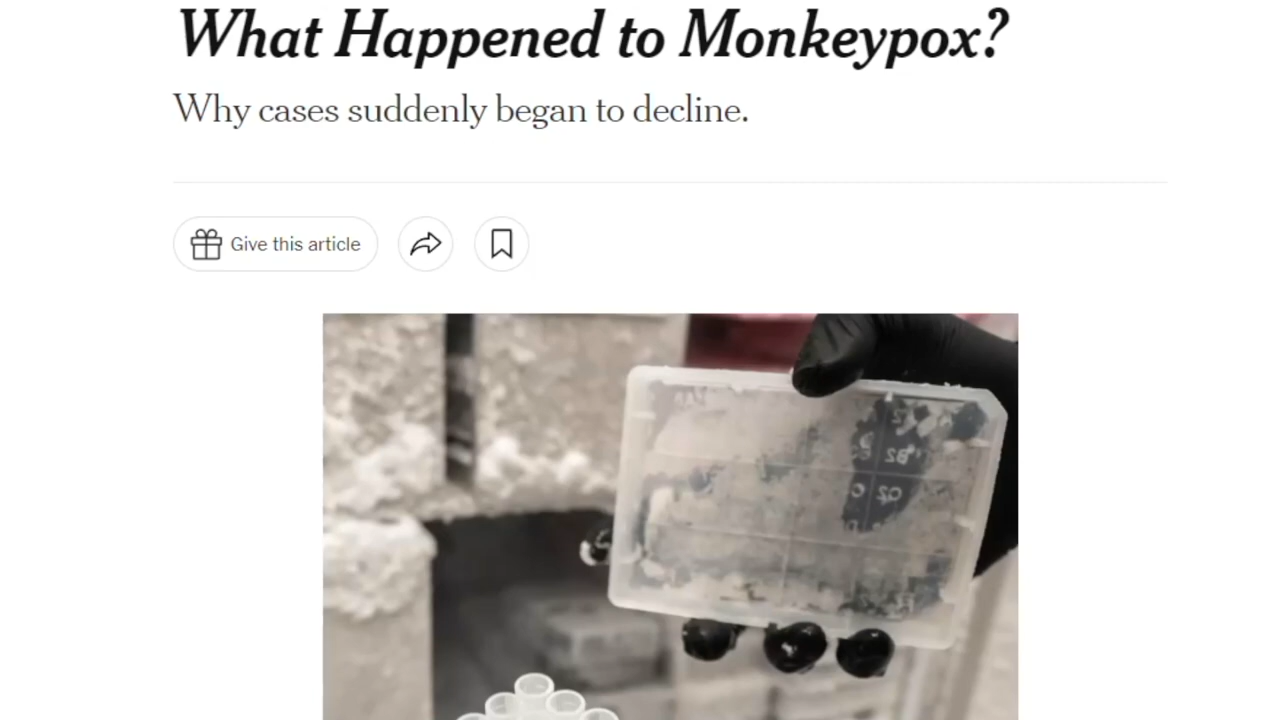 What Happened to Monkeypox?
Why cases suddenly began to decline.
Give this article